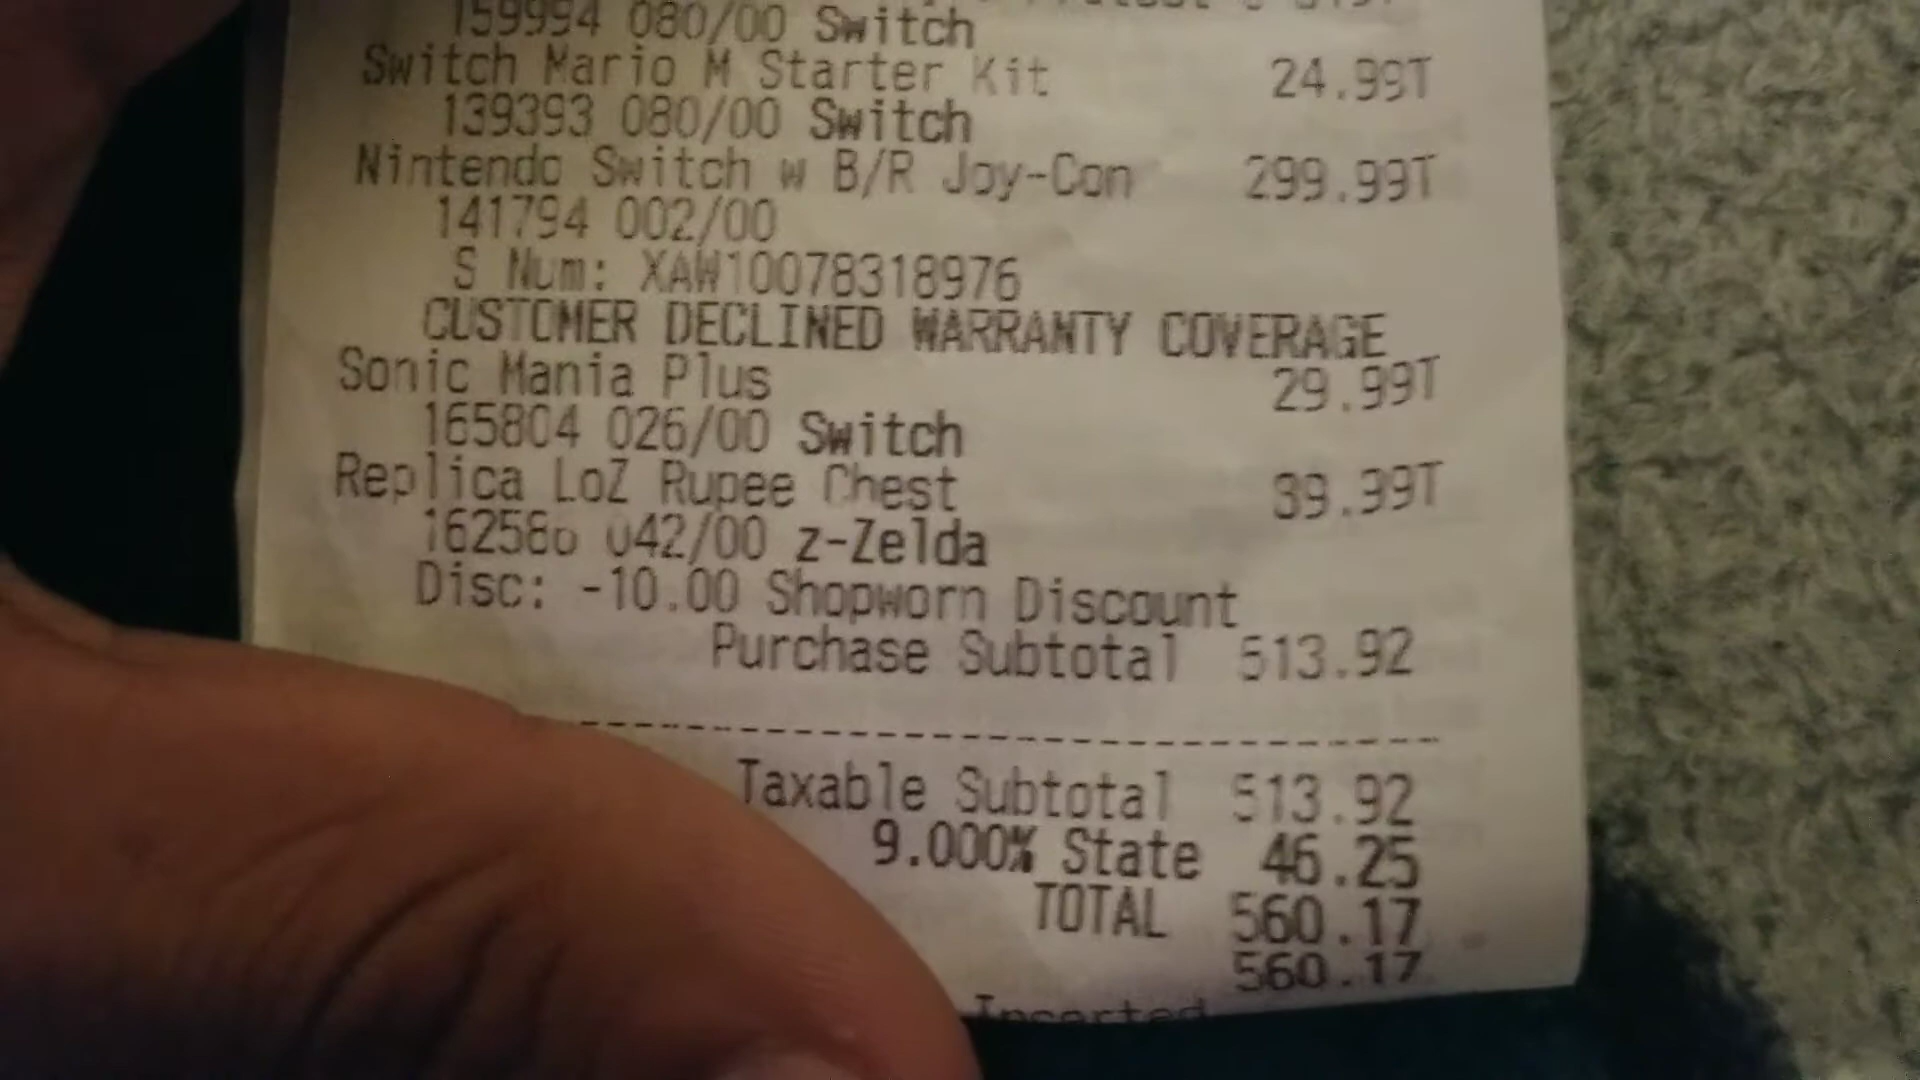 159994 080/00 Switch
Switch Mario M Starter Kit 24.99T
139393 080/00 Switch
Nintendo Switch w B/R Joy-Con 299.99T
141794 002/00
S Num: XAW10078318976
CUSTOMER DECLINED WARRANTY COVERAGE
Sonic Mania Plus 29.99T
165804 026/00 Switch
Replica LoZ Rupee Chest 39.99T
162586 042/00 z-Zelda
Disc: -10.00 Shopworn Discount
Purchase Subtotal 513.92
Taxable Subtotal 513.92
9.000% State 46.25
TOTAL 560.17
560.17
Inserted